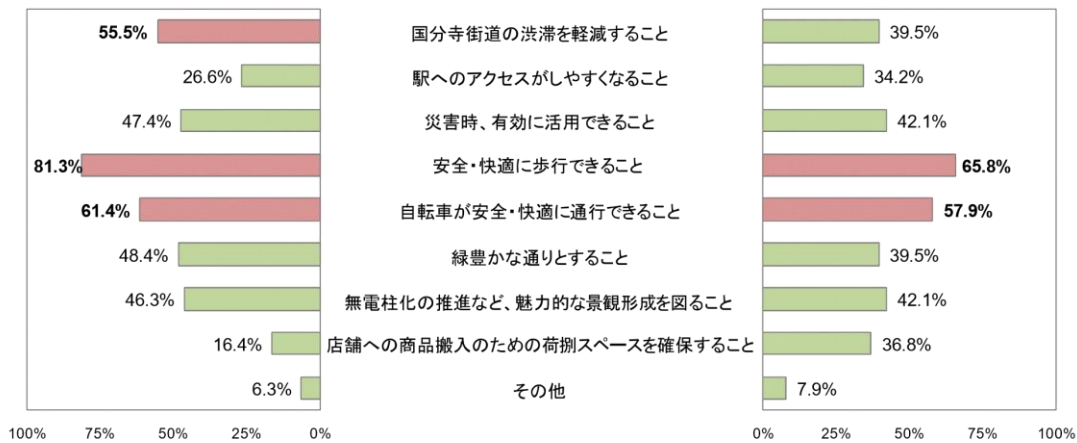 55.5% 国分寺街道の渋滞を軽減すること 39.5%
26.6% 駅へのアクセスがしやすくなること 34.2%
47.4% 災害時、有効に活用できること 42.1%
81.3% 安全・快適に歩行できること 65.8%
61.4% 自転車が安全・快適に通行できること 57.9%
48.4% 緑豊かな通りとすること 39.5%
46.3% 無電柱化の推進など、魅力的な景観形成を図ること 42.1%
16.4% 店舗への商品搬入のための荷捌スペースを確保すること 36.8%
6.3% その他 7.9%
100% 75% 50% 25% 0% 0% 25% 50% 75% 100%